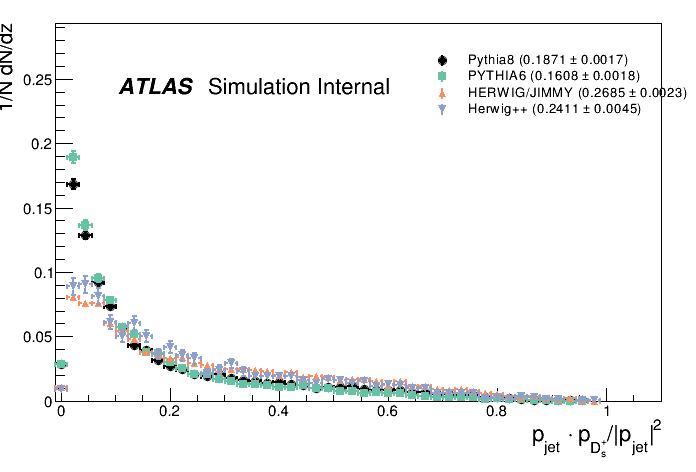 1/N dN/dz
ATLAS Simulation Internal
Pythia8 (0.1871 ± 0.0017)
PYTHIA6 (0.1608 ± 0.0018)
HERWIG/JIMMY (0.2685 ± 0.0023)
Herwig++ (0.2411 ± 0.0045)
0.25
0.2
0.15
0.1
0.05
0
0 0.2 0.4 0.6 0.8 1
p_jet · p_{D_s^+}/|p_jet|^2